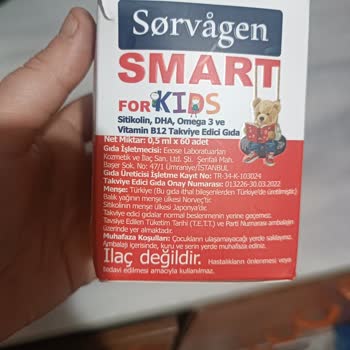 Sørvågen
SMART
FOR KIDS
Sitikolin, DHA, Omega 3 ve
Vitamin B12 Takviye Edici Gıda
Net Miktar: 0,5 ml x 60 adet
Gıda İşletmecisi: Eeose Laboratuarları
Kozmetik ve İlaç San. Ltd. Şti. Şerifali Mah.
Başer Sok. No: 47/1 Ümraniye/İSTANBUL
Gıda Üreticisi İşletme Kayıt No: TR-34-K-103024
Takviye Edici Gıda Onay Numarası: 013226-30.03.2022
Menşe: Türkiye (Bu gıda ithal bileşenlerden Türkiye'de üretilmiştir.)
Balık yağının menşe ülkesi Norveç'tir.
Sitikolinin menşe ülkesi Japonya'dır.
Takviye edici gıdalar normal beslenmenin yerine geçemez.
Tavsiye Edilen Tüketim Tarihi (T.E.T.T.) ve Parti Numarası ambalajın
üzerinde yer almaktadır.
Muhafaza Koşulları: Çocukların ulaşamayacağı yerde saklayınız.
Ambalajı içerisinde, kuru ve serin yerde muhafaza ediniz.
İlaç değildir. Hastalıkların önlenmesi veya
tedavi edilmesi amacıyla kullanılmaz.